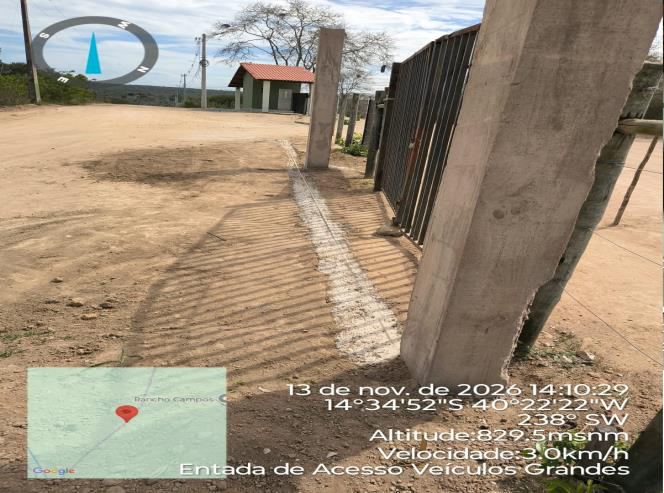 S
W
N
E
Rancho Campos
Google
13 de nov. de 2026 14:10:29
14°34'52"S 40°22'22"W
238° SW
Altitude:829.5msnm
Velocidade:3.0km/h
Entada de Acesso Veículos Grandes